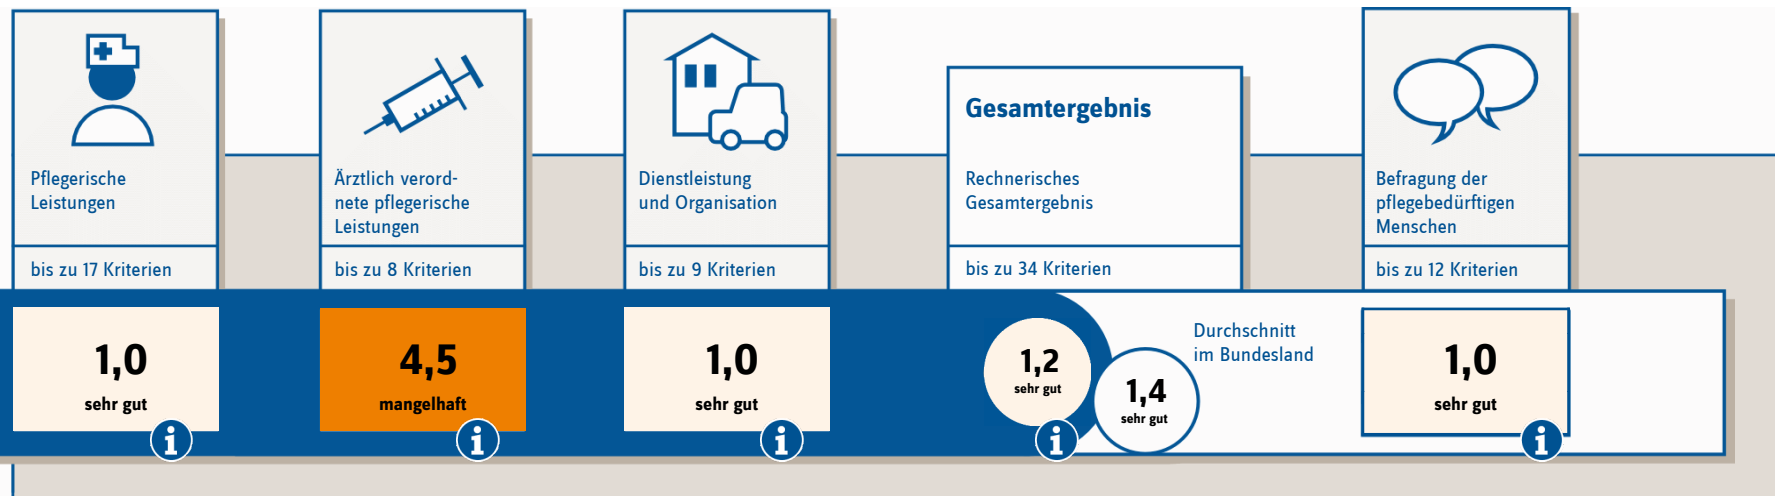 Pflegerische
Leistungen
bis zu 17 Kriterien
1,0
sehr gut
i
Ärztlich verord-
nete pflegerische
Leistungen
bis zu 8 Kriterien
4,5
mangelhaft
i
Dienstleistung
und Organisation
bis zu 9 Kriterien
1,0
sehr gut
i
Gesamtergebnis
Rechnerisches
Gesamtergebnis
bis zu 34 Kriterien
1,2
sehr gut
i
1,4
sehr gut
Durchschnitt
im Bundesland
Befragung der
pflegebedürftigen
Menschen
bis zu 12 Kriterien
1,0
sehr gut
i